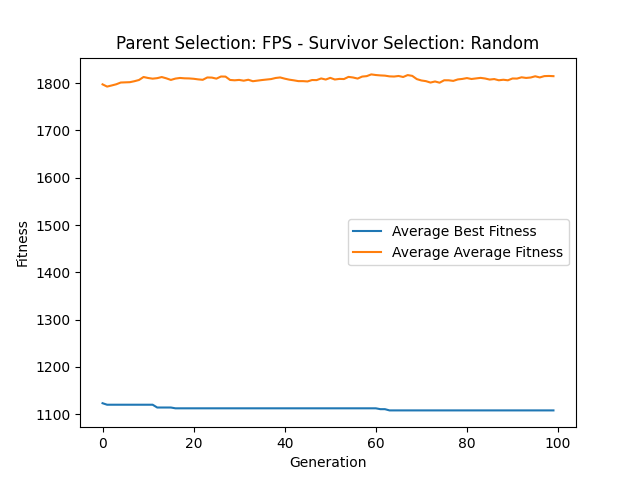 Parent Selection: FPS - Survivor Selection: Random
Fitness
1800
1700
1600
1500
1400
1300
1200
1100
Average Best Fitness
Average Average Fitness
0 20 40 60 80 100
Generation